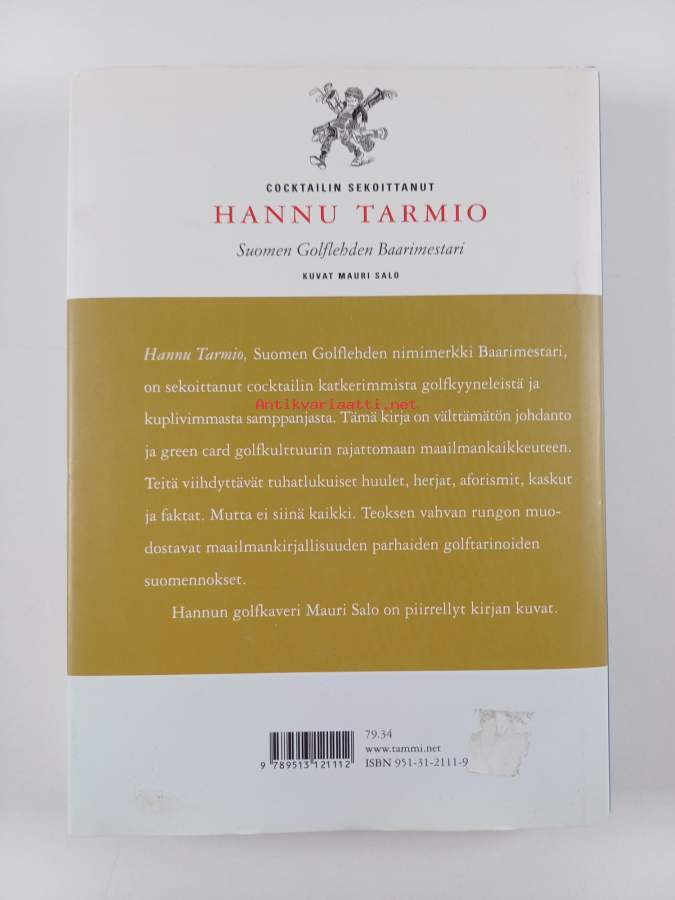 COCKTAILIN SEKOITTANUT
HANNU TARMIO
Suomen Golflehden Baarimestari
KUVAT MAURI SALO
Hannu Tarmio, Suomen Golflehden nimimerkki Baarimestari,
on sekoittanut cocktailin katkerimmista golfkyyneleistä ja
Antikvariaatti.net
kuplivimmasta samppanjasta. Tämä kirja on välttämätön johdanto
ja green card golfkulttuurin rajattomaan maailmankaikkeuteen.
Teitä viihdyttävät tuhatlukuiset huulet, herjat, aforismit, kaskut
ja faktat. Mutta ei siinä kaikki. Teoksen vahvan rungon muo-
dostavat maailmankirjallisuuden parhaiden golftarinoiden
suomennokset.
Hannun golfkaveri Mauri Salo on piirrellyt kirjan kuvat.
79.34
www.tammi.net
ISBN 951-31-2111-9
9 789513 121112